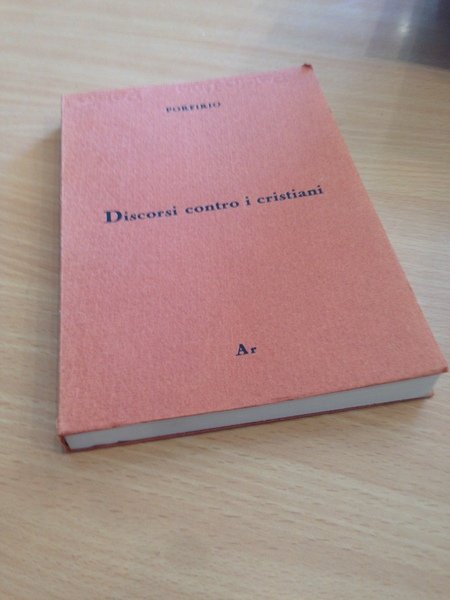 PORFIRIO
Discorsi contro i cristiani
Ar